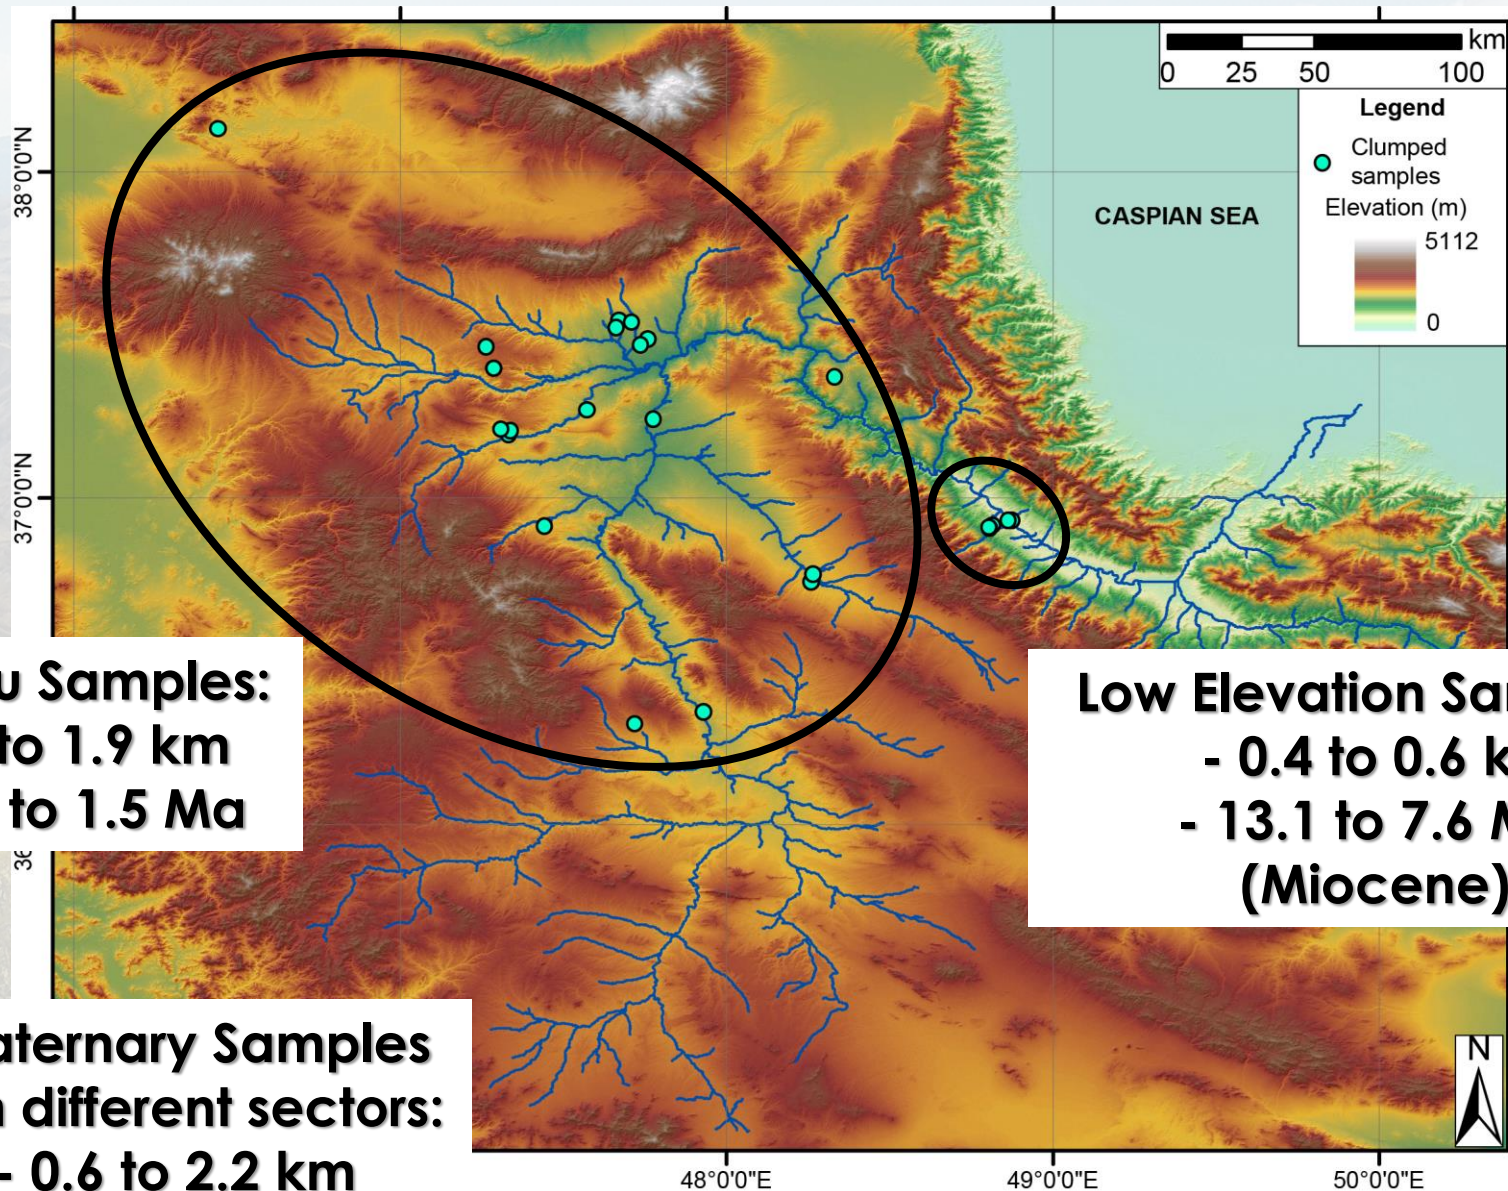 km
0 25 50 100
Legend
Clumped
samples
Elevation (m)
5112
0
CASPIAN SEA
38°0'0"N
37°0'0"N
Samples:
to 1.9 km
to 1.5 Ma
Low Elevation
- 0.4 to 0.6
- 13.1 to 7.6
(Miocene)
Samples
different sectors:
- 0.6 to 2.2 km
N
48°0'0"E
49°0'0"E
50°0'0"E